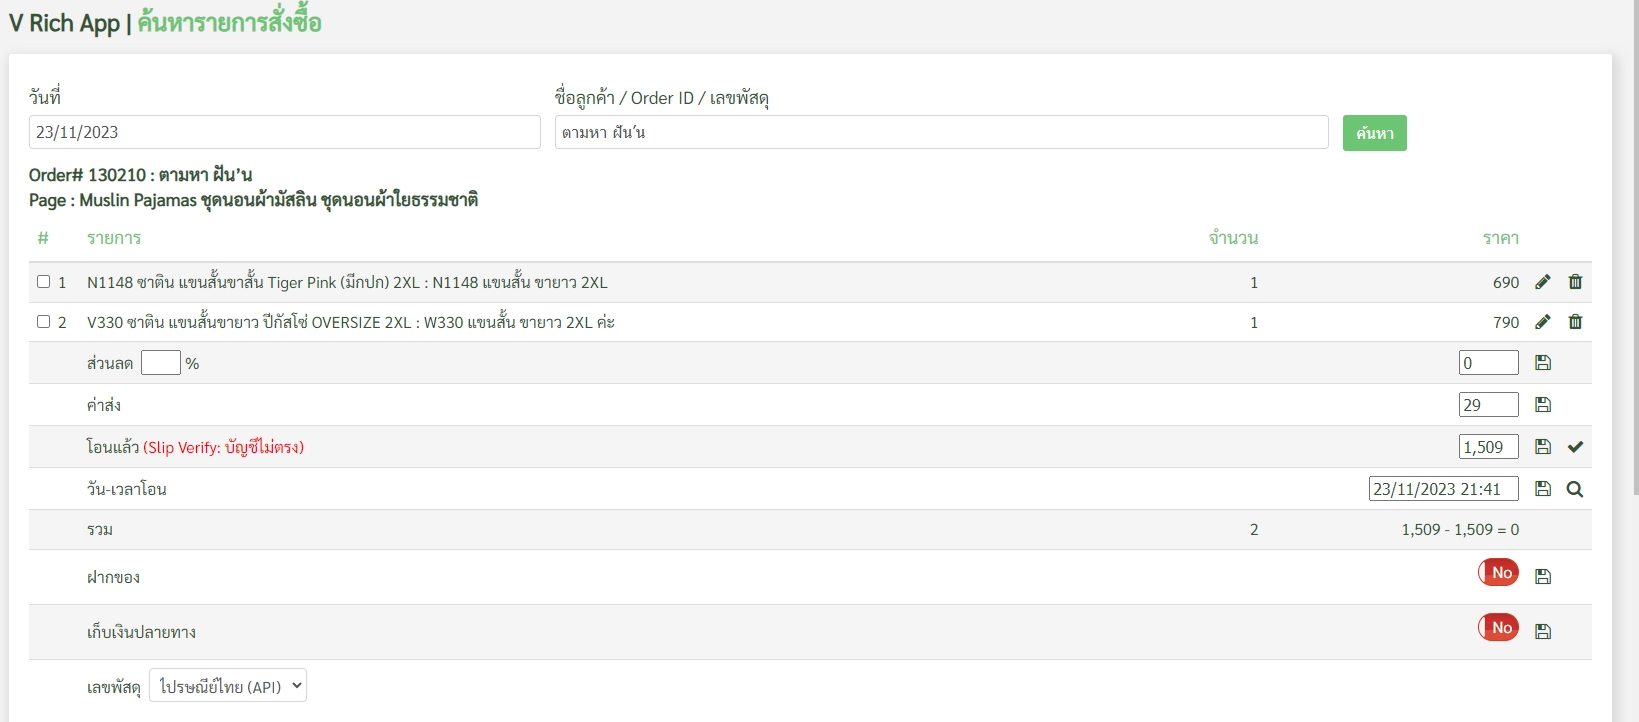 V Rich App | ค้นหารายการสั่งซื้อ
วันที่ ชื่อลูกค้า / Order ID / เลขพัสดุ
23/11/2023 ตามหา ฝัน'น ค้นหา
Order# 130210 : ตามหา ฝัน'น
Page : Muslin Pajamas ชุดนอนผ้ามัสลิน ชุดนอนผ้าใยธรรมชาติ
# รายการ จำนวน ราคา
1 N1148 ซาติน แขนสั้นขาสั้น Tiger Pink (มีกปก) 2XL : N1148 แขนสั้น ขายาว 2XL 1 690
2 V330 ซาติน แขนสั้นขายาว ปีกัสโซ่ OVERSIZE 2XL : W330 แขนสั้น ขายาว 2XL ค่ะ 1 790
ส่วนลด % 0
ค่าส่ง 29
โอนแล้ว (Slip Verify: บัญชีไม่ตรง) 1,509
วัน-เวลาโอน 23/11/2023 21:41
รวม 2 1,509 - 1,509 = 0
ฝากของ No
เก็บเงินปลายทาง No
เลขพัสดุ ไปรษณีย์ไทย (API)